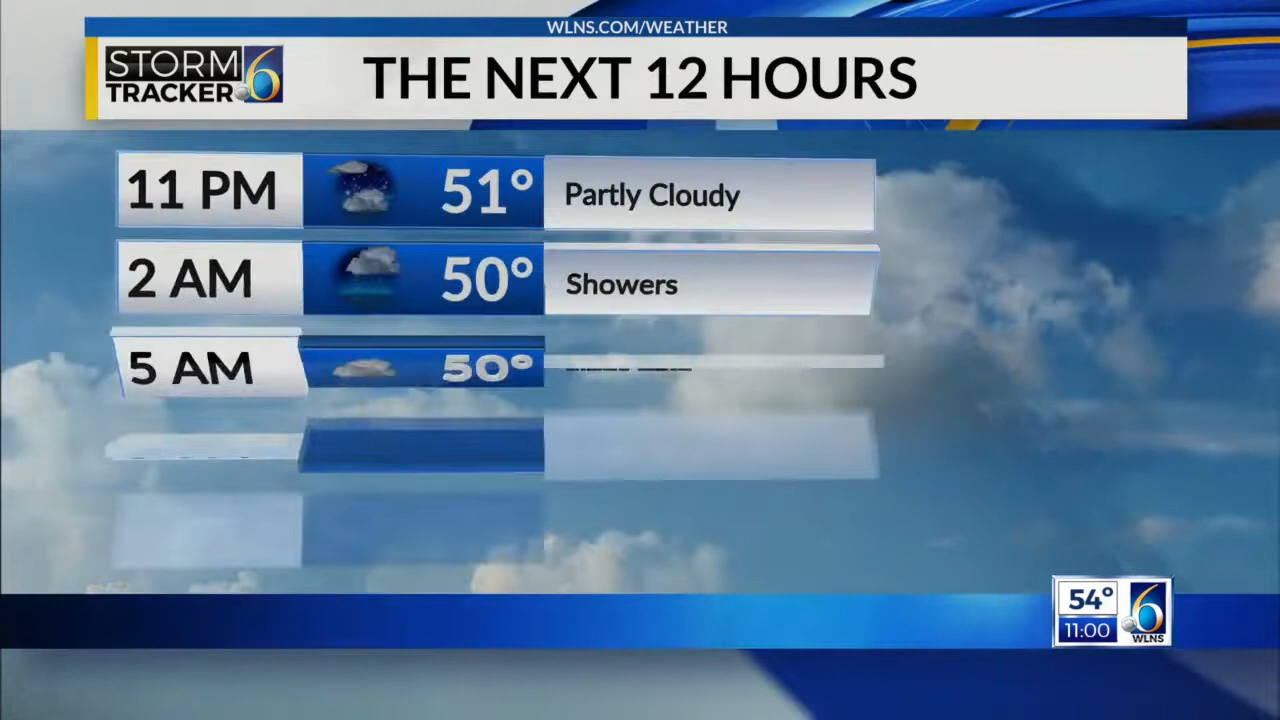 WLNS.COM/WEATHER
STORM
TRACKER 6
THE NEXT 12 HOURS
11 PM 51° Partly Cloudy
2 AM 50° Showers
5 AM 50°
54°
11:00
6
WLNS